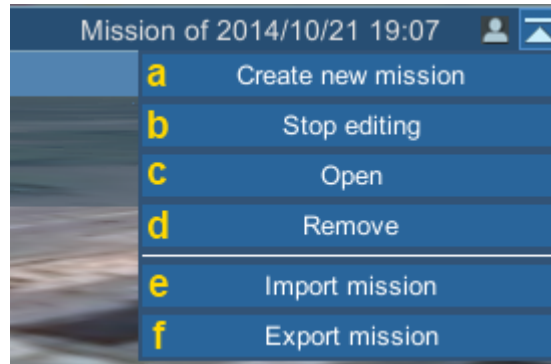 Mission of 2014/10/21 19:07
a Create new mission
b Stop editing
c Open
d Remove
e Import mission
f Export mission